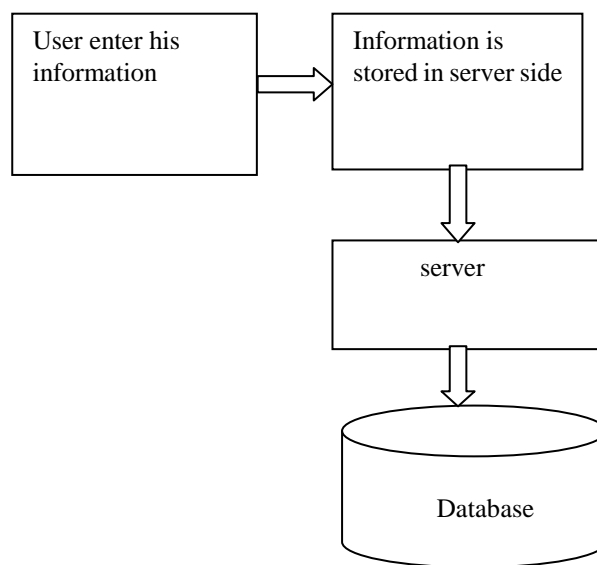 User enter his
information
Information is
stored in server side
server
Database